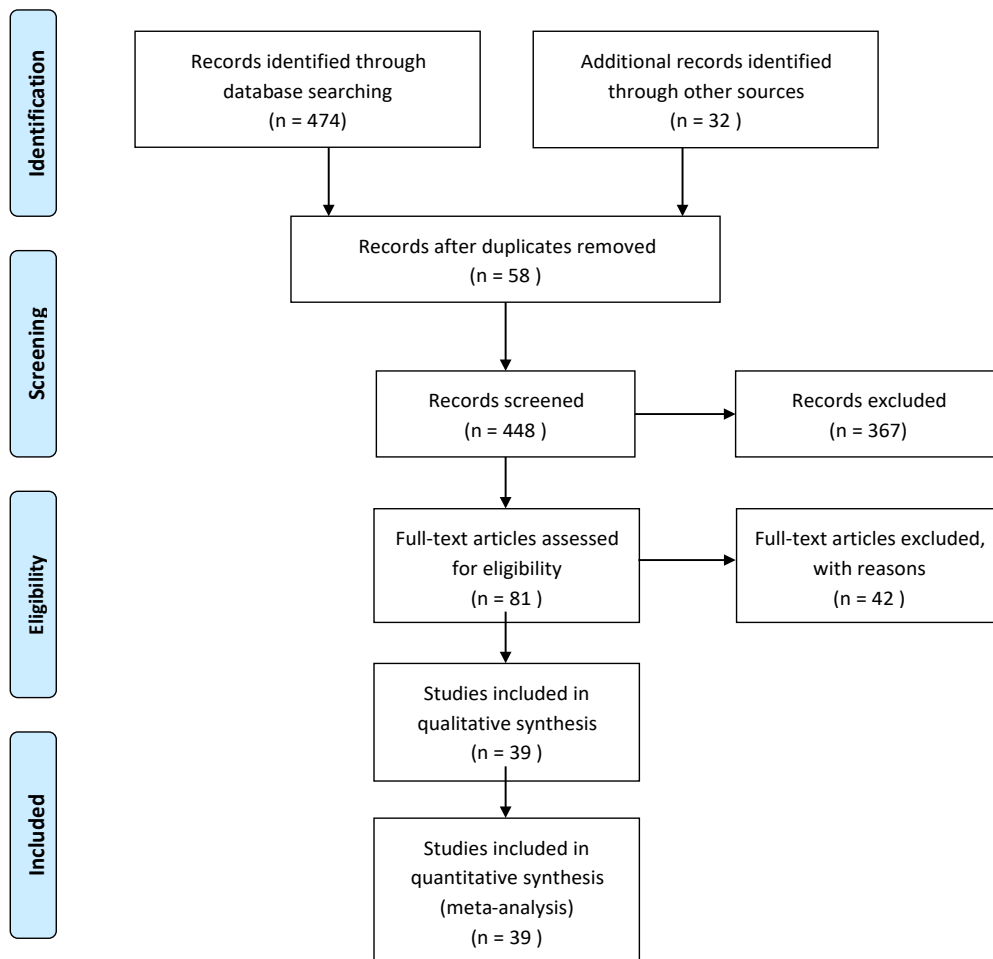 Identification
Records identified through
database searching
(n = 474)
Additional records identified
through other sources
(n = 32 )
Records after duplicates removed
(n = 58 )
Screening
Records screened
(n = 448 )
Records excluded
(n = 367)
Eligibility
Full-text articles assessed
for eligibility
(n = 81 )
Full-text articles excluded,
with reasons
(n = 42 )
Studies included in
qualitative synthesis
(n = 39 )
Included
Studies included in
quantitative synthesis
(meta-analysis)
(n = 39 )